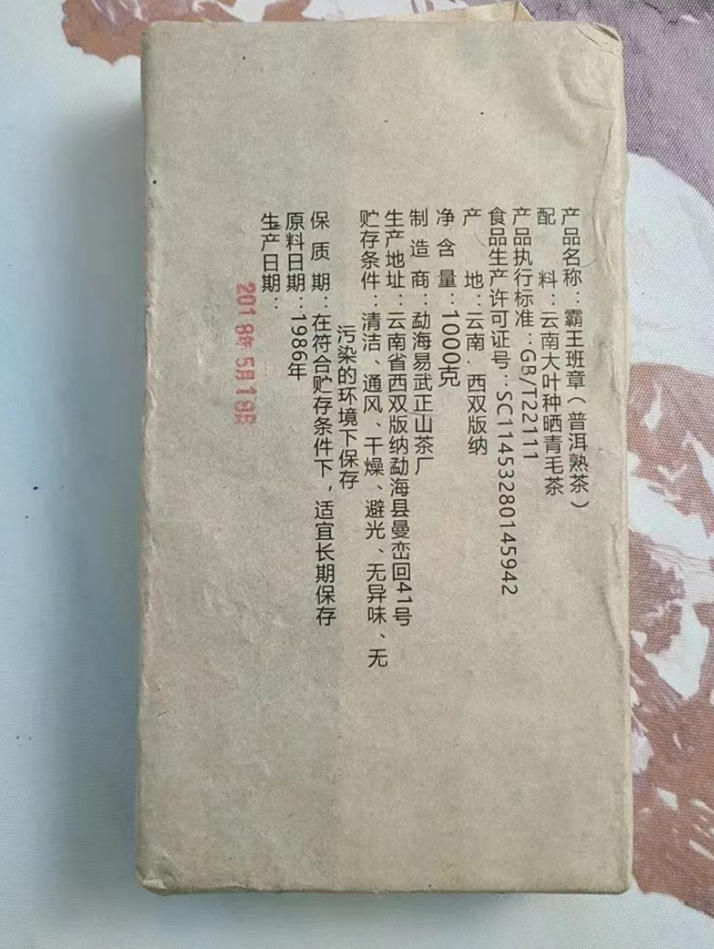 产品名称：霸王班章（普洱熟茶）
配料：云南大叶种晒青毛茶
产品执行标准：GB/T22111
食品生产许可证号：SC11453280145942
产地：云南．西双版纳
净含量：1000克
制造商：勐海易武正山茶厂
生产地址：云南省西双版纳勐海县曼峦回41号
贮存条件：清洁、通风、干燥、避光、无异味、无
污染的环境下保存
保质期：在符合贮存条件下，适宜长期保存
原料日期：1986年
生产日期：
2018年5月18日